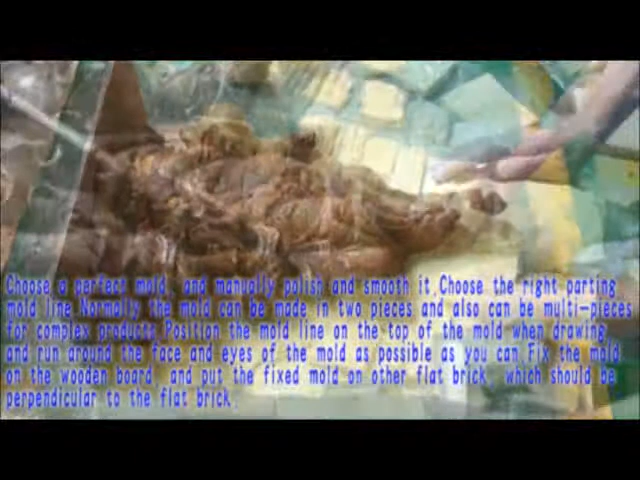 Choose a perfect mold, and manually polish and smooth it.Choose the right parting
mold line.Normally the mold can be made in two pieces and also can be multi-pieces
for complex products.Position the mold line on the top of the mold when drawing
and run around the face and eyes of the mold as possible as you can.Fix the mold
on the wooden board, and put the fixed mold on other flat brick, which should be
perpendicular to the flat brick.